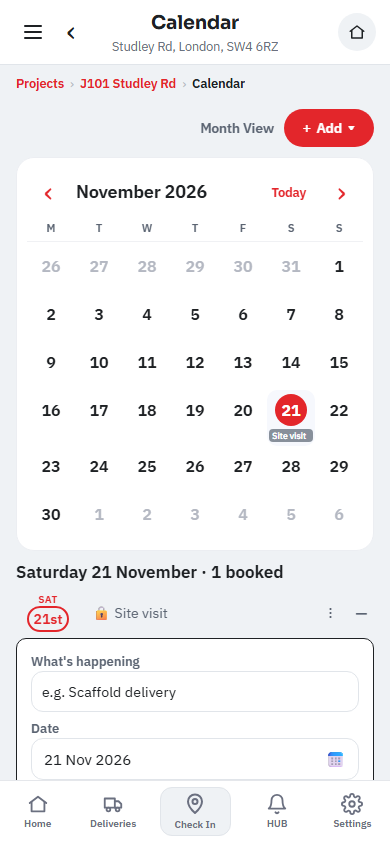 Calendar
Studley Rd, London, SW4 6RZ
Projects › J101 Studley Rd › Calendar
Month View + Add
November 2026 Today
M T W T F S S
26 27 28 29 30 31 1
2 3 4 5 6 7 8
9 10 11 12 13 14 15
16 17 18 19 20 21 22
Site visit
23 24 25 26 27 28 29
30 1 2 3 4 5 6
Saturday 21 November · 1 booked
SAT
21st Site visit
What's happening
e.g. Scaffold delivery
Date
21 Nov 2026
Home Deliveries Check In HUB Settings